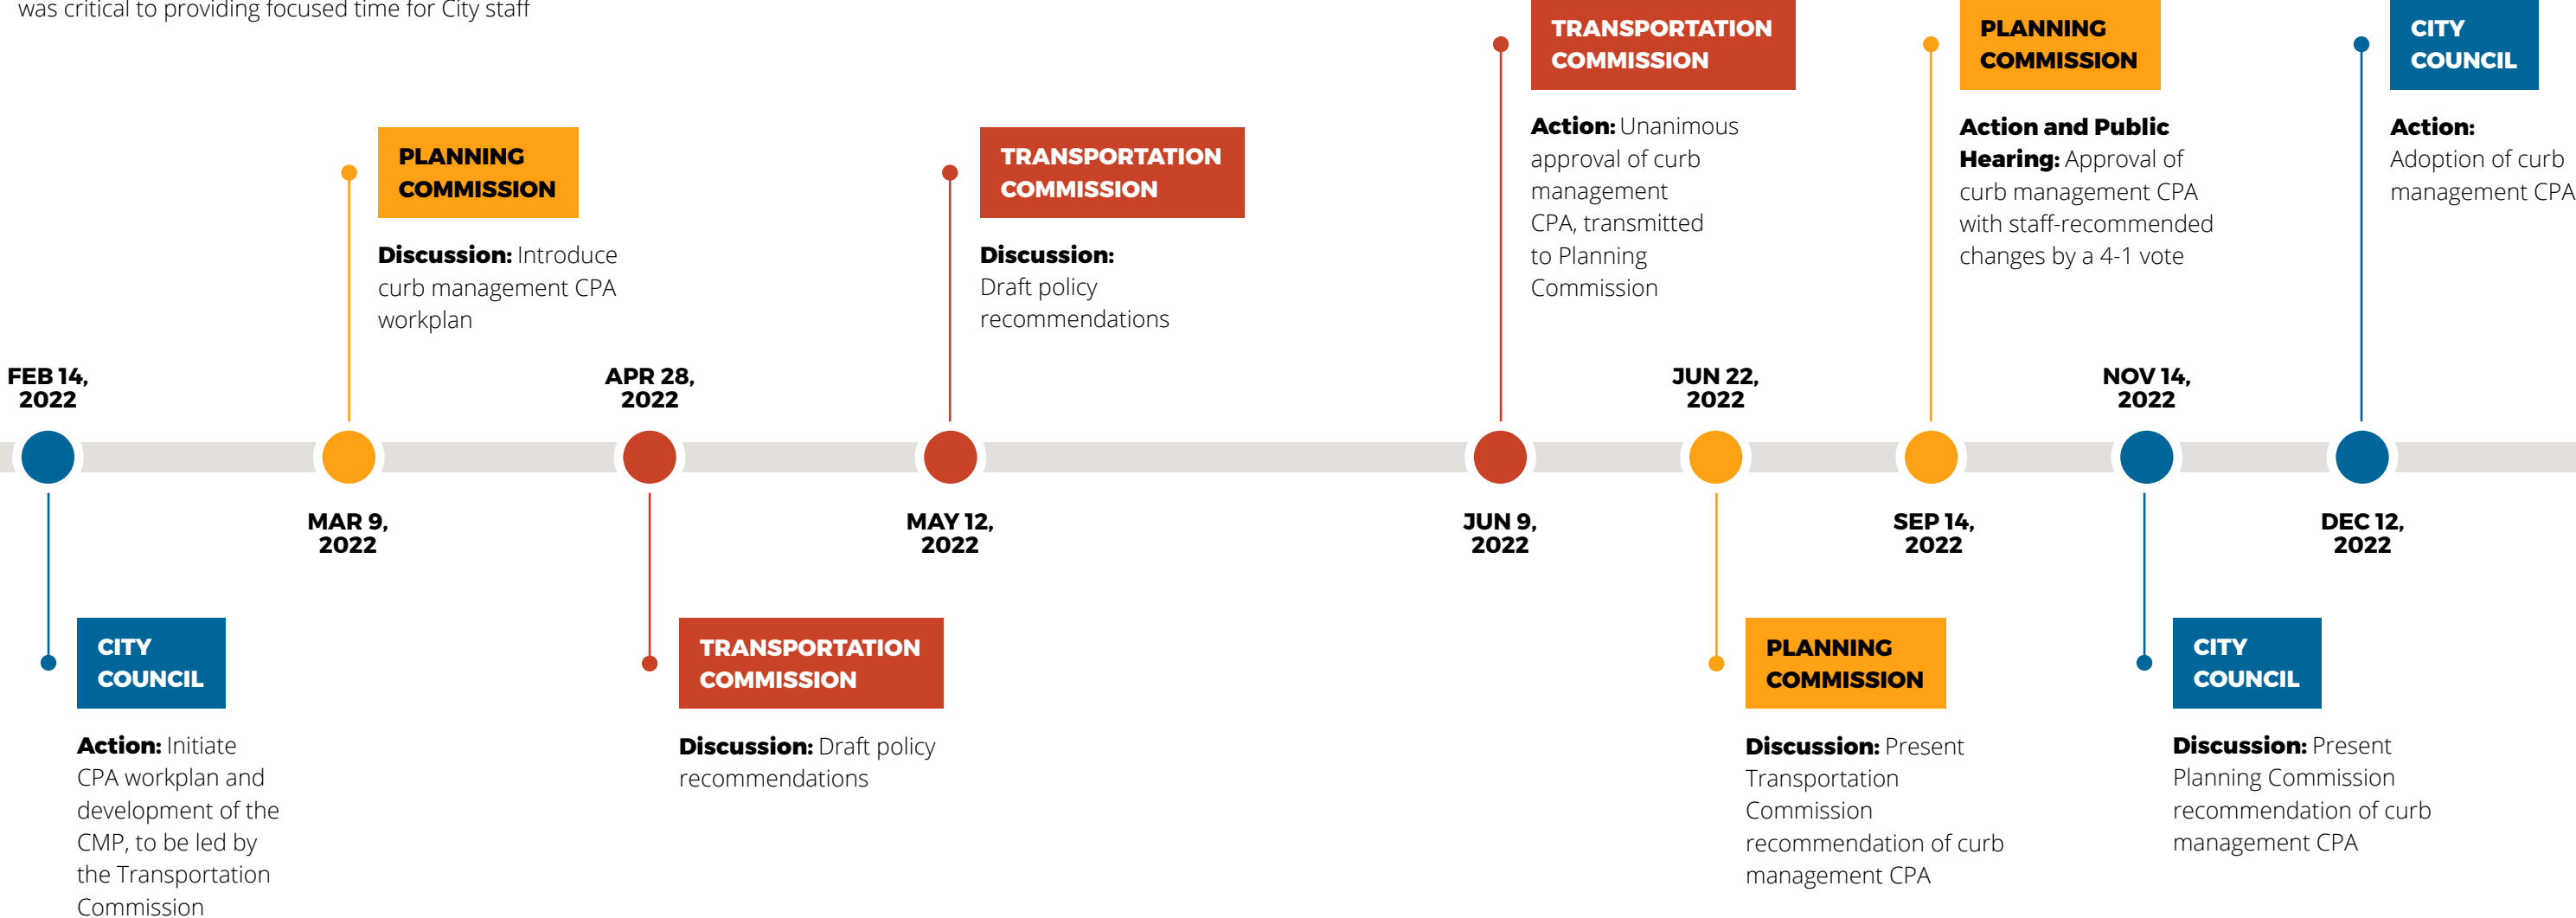 was critical to providing focused time for City staff
FEB 14,
2022
CITY
COUNCIL
Action: Initiate
CPA workplan and
development of the
CMP, to be led by
the Transportation
Commission
PLANNING
COMMISSION
Discussion: Introduce
curb management CPA
workplan
MAR 9,
2022
APR 28,
2022
TRANSPORTATION
COMMISSION
Discussion: Draft policy
recommendations
TRANSPORTATION
COMMISSION
Discussion:
Draft policy
recommendations
MAY 12,
2022
TRANSPORTATION
COMMISSION
Action: Unanimous
approval of curb
management
CPA, transmitted
to Planning
Commission
JUN 9,
2022
JUN 22,
2022
PLANNING
COMMISSION
Discussion: Present
Transportation
Commission
recommendation of curb
management CPA
PLANNING
COMMISSION
Action and Public
Hearing: Approval of
curb management CPA
with staff-recommended
changes by a 4-1 vote
SEP 14,
2022
NOV 14,
2022
CITY
COUNCIL
Discussion: Present
Planning Commission
recommendation of curb
management CPA
CITY
COUNCIL
Action:
Adoption of curb
management CPA
DEC 12,
2022